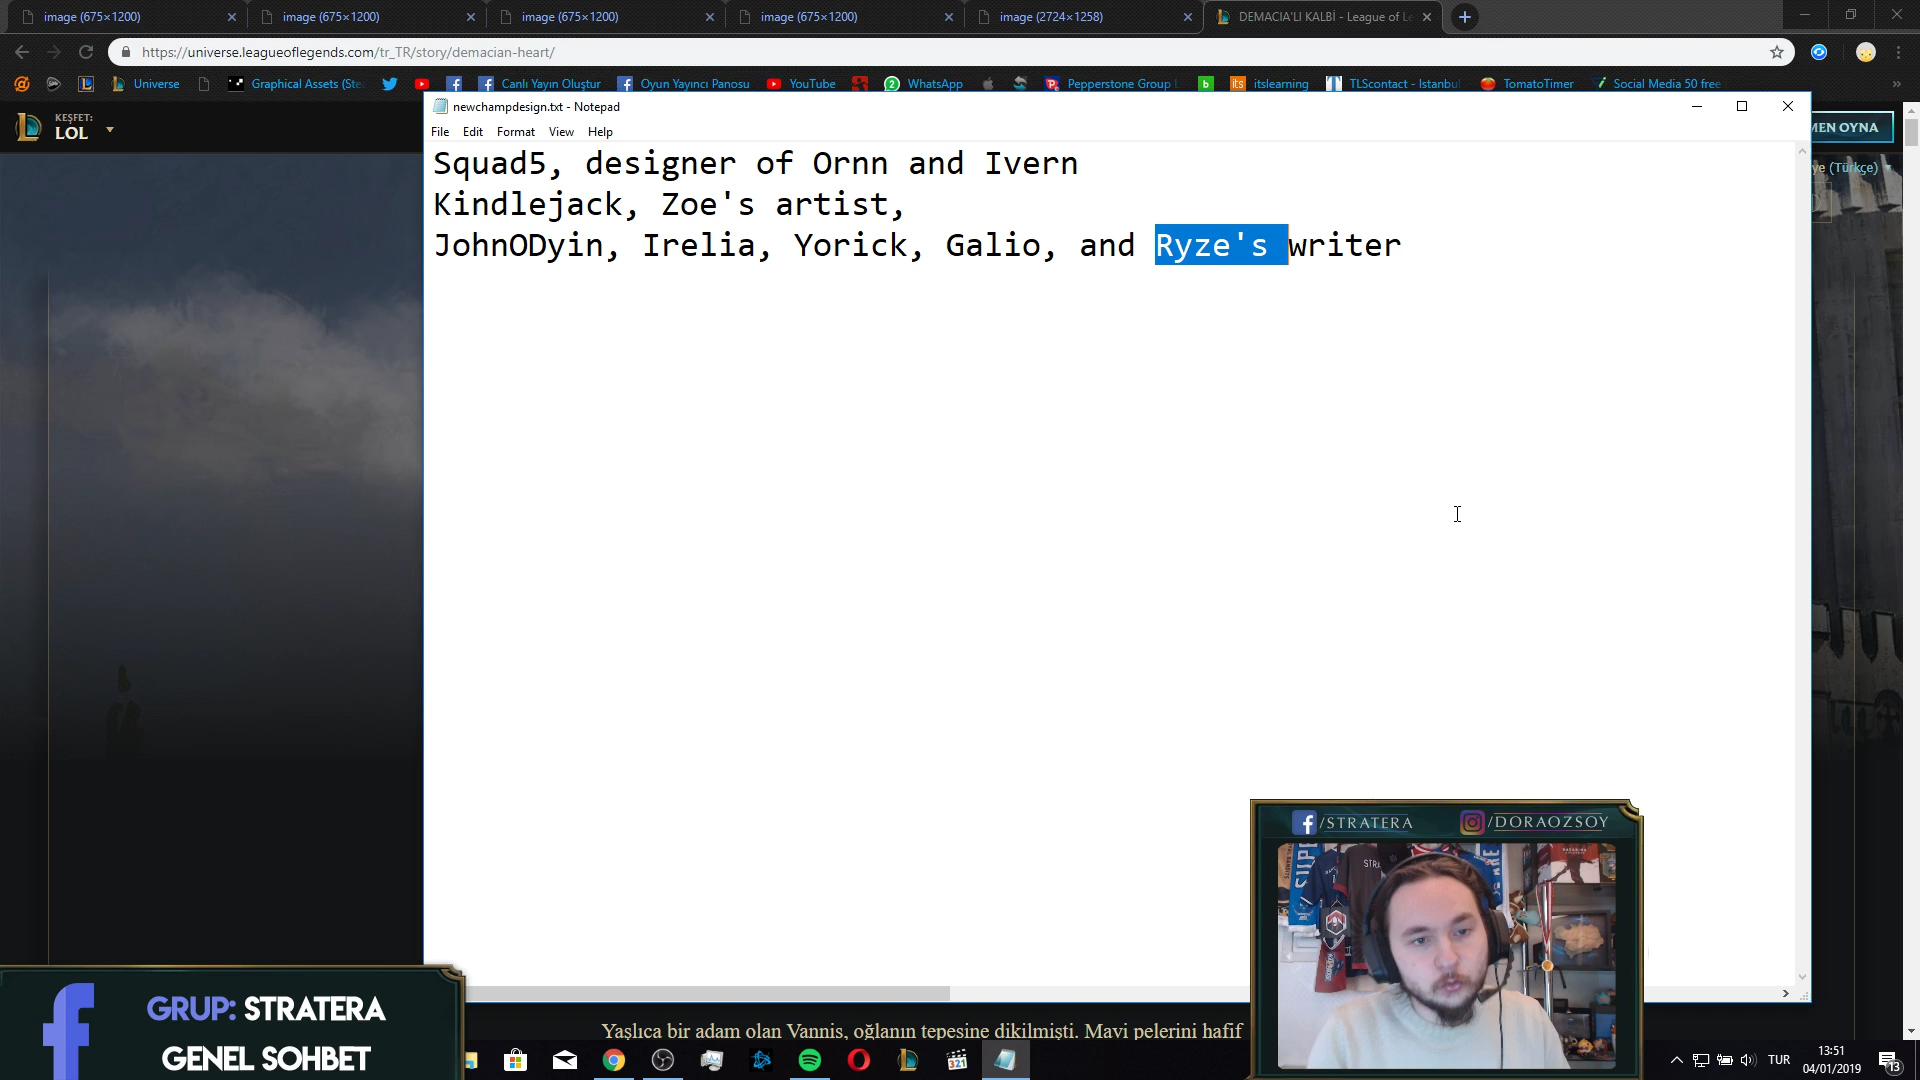 image (675×1200)
image (675×1200)
image (675×1200)
image (675×1200)
image (2724×1258)
DEMACIA'LI KALBİ - League of Le
https://universe.leagueoflegends.com/tr_TR/story/demacian-heart/
Universe
Graphical Assets (Ste
Canlı Yayın Oluştur
Oyun Yayıncı Panosu
YouTube
WhatsApp
Pepperstone Group
itslearning
TLScontact - Istanbul
TomatoTimer
Social Media 50 free
KEŞFET:
LOL
MEN OYNA
ye (Türkçe)
newchampdesign.txt - Notepad
File Edit Format View Help
Squad5, designer of Ornn and Ivern
Kindlejack, Zoe's artist,
JohnODyin, Irelia, Yorick, Galio, and Ryze's writer
/STRATERA
/DORAOZSOY
GRUP: STRATERA
GENEL SOHBET
Yaşlıca bir adam olan Vannis, oğlanın tepesine dikilmişti. Mavi pelerini hafif
321
TUR
13:51
04/01/2019
13